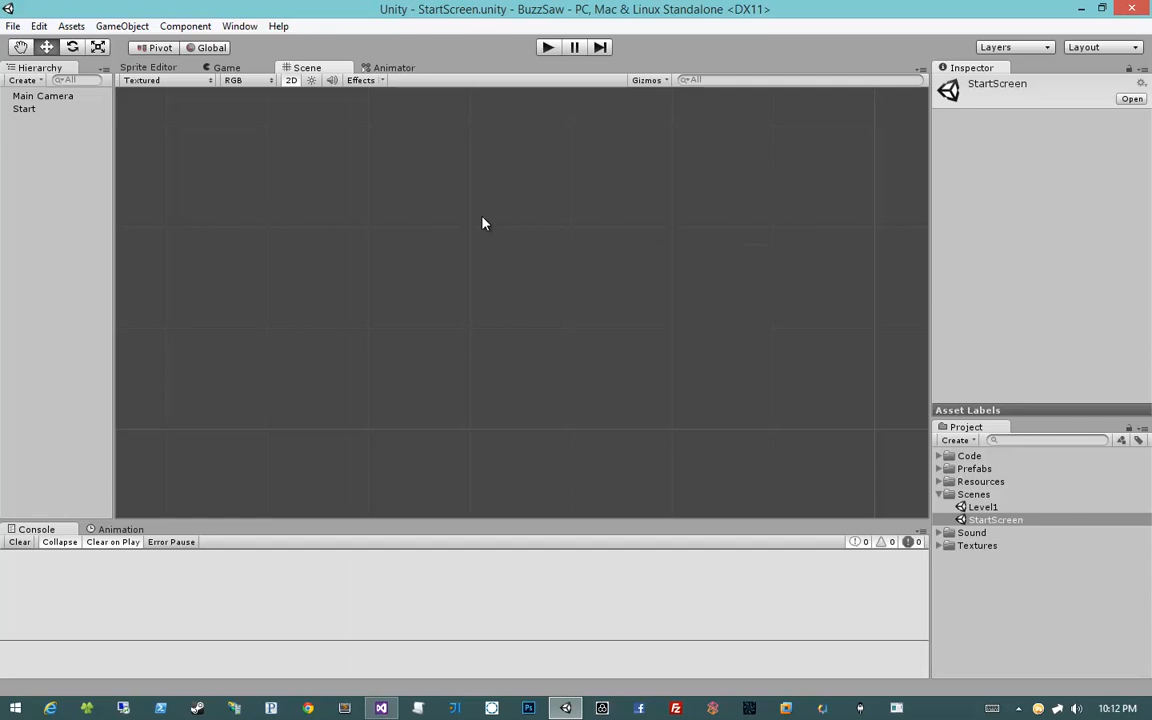 Unity - StartScreen.unity - BuzzSaw - PC, Mac & Linux Standalone <DX11>
File Edit Assets GameObject Component Window Help
Pivot Global Layers Layout
Hierarchy Sprite Editor Game Scene Animator Inspector
Create All Textured RGB 2D Effects Gizmos All
StartScreen
Open
Main Camera
Start
Asset Labels
Project
Create
Code
Prefabs
Resources
Scenes
Level1
StartScreen
Sound
Textures
Console Animation
Clear Collapse Clear on Play Error Pause 0 0 0
10:12 PM